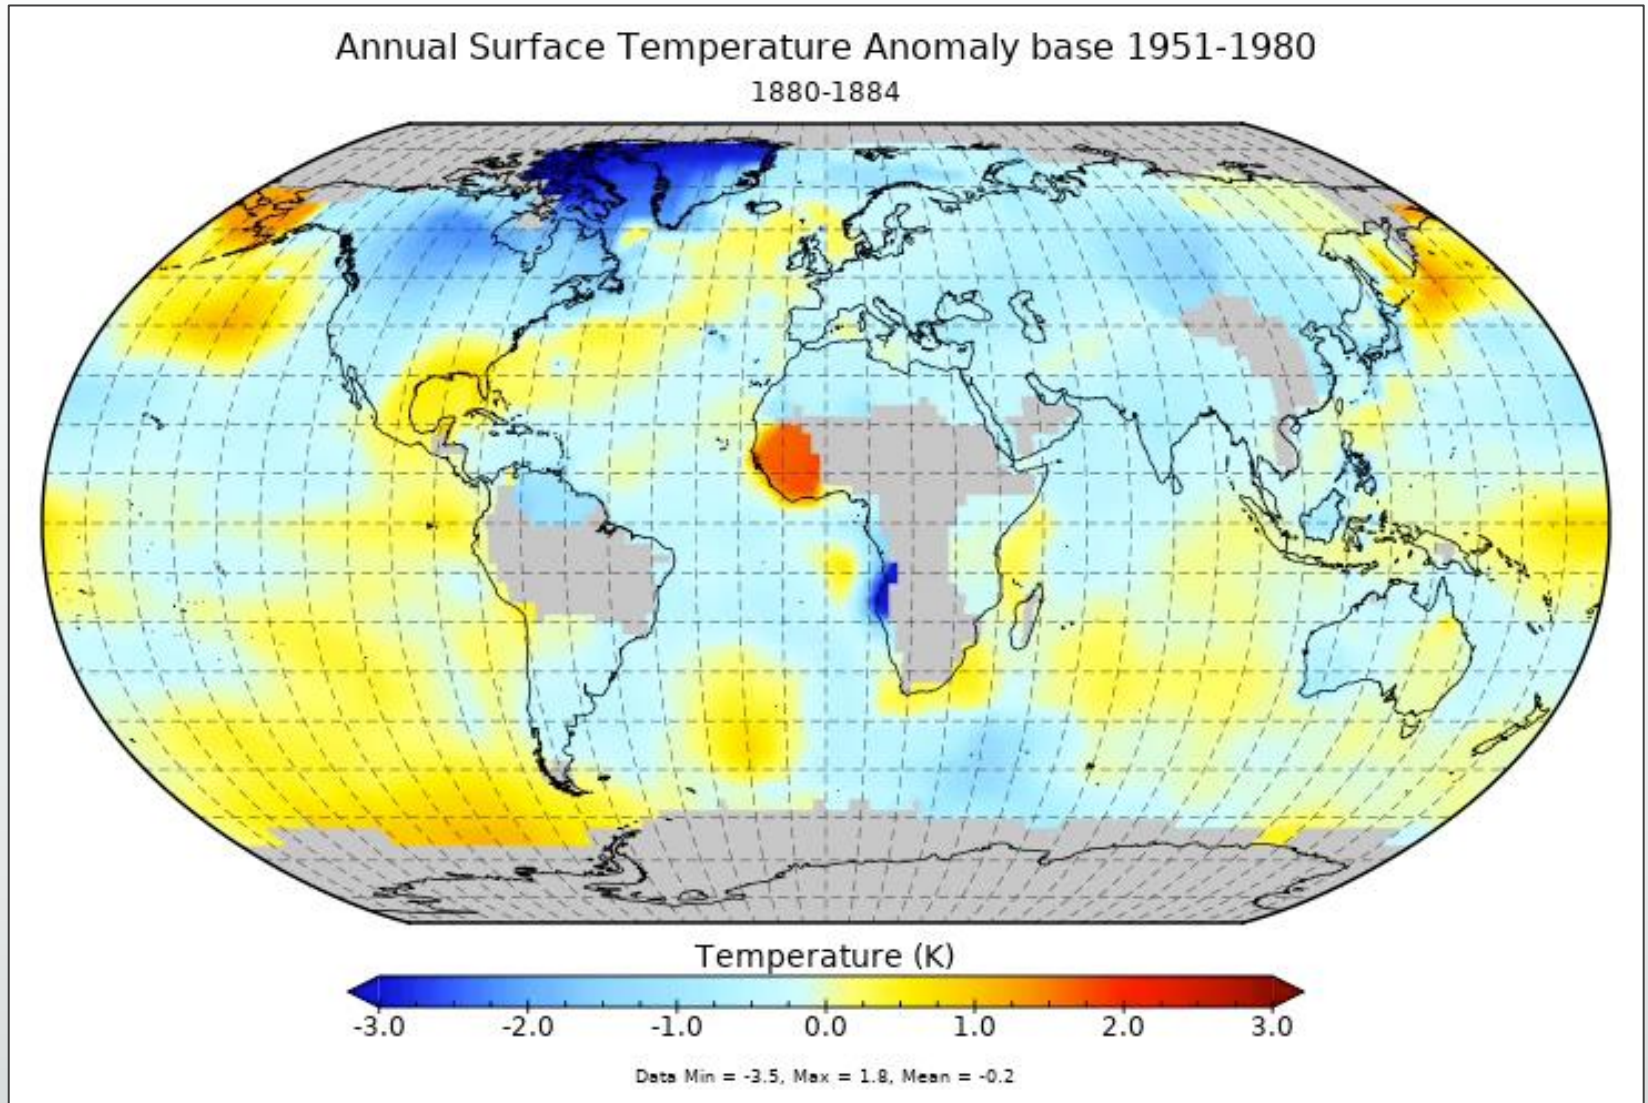 Annual Surface Temperature Anomaly base 1951-1980
1880-1884
Temperature (K)
-3.0 -2.0 -1.0 0.0 1.0 2.0 3.0
Data Min = -3.5, Max = 1.8, Mean = -0.2